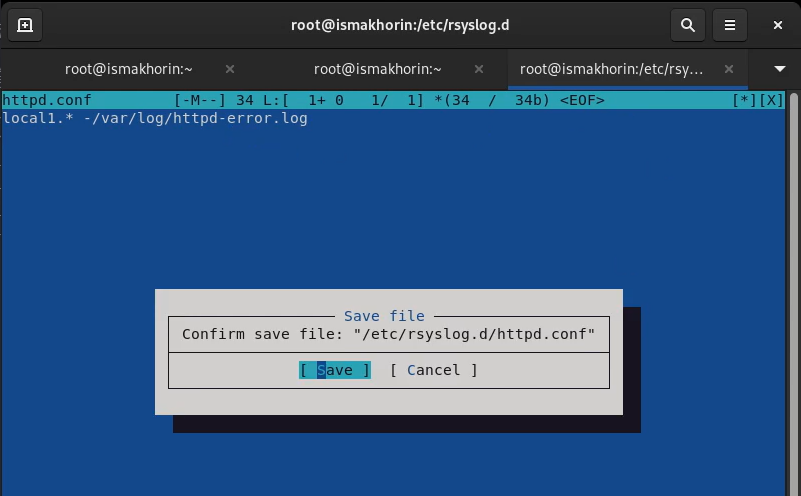 root@ismakhorin:/etc/rsyslog.d
root@ismakhorin:~ root@ismakhorin:~ root@ismakhorin:/etc/rsy...
httpd.conf [-M--] 34 L:[ 1+ 0 1/ 1] *(34 / 34b) <EOF> [*][X]
local1.* -/var/log/httpd-error.log
Save file
Confirm save file: "/etc/rsyslog.d/httpd.conf"
[ Save ] [ Cancel ]